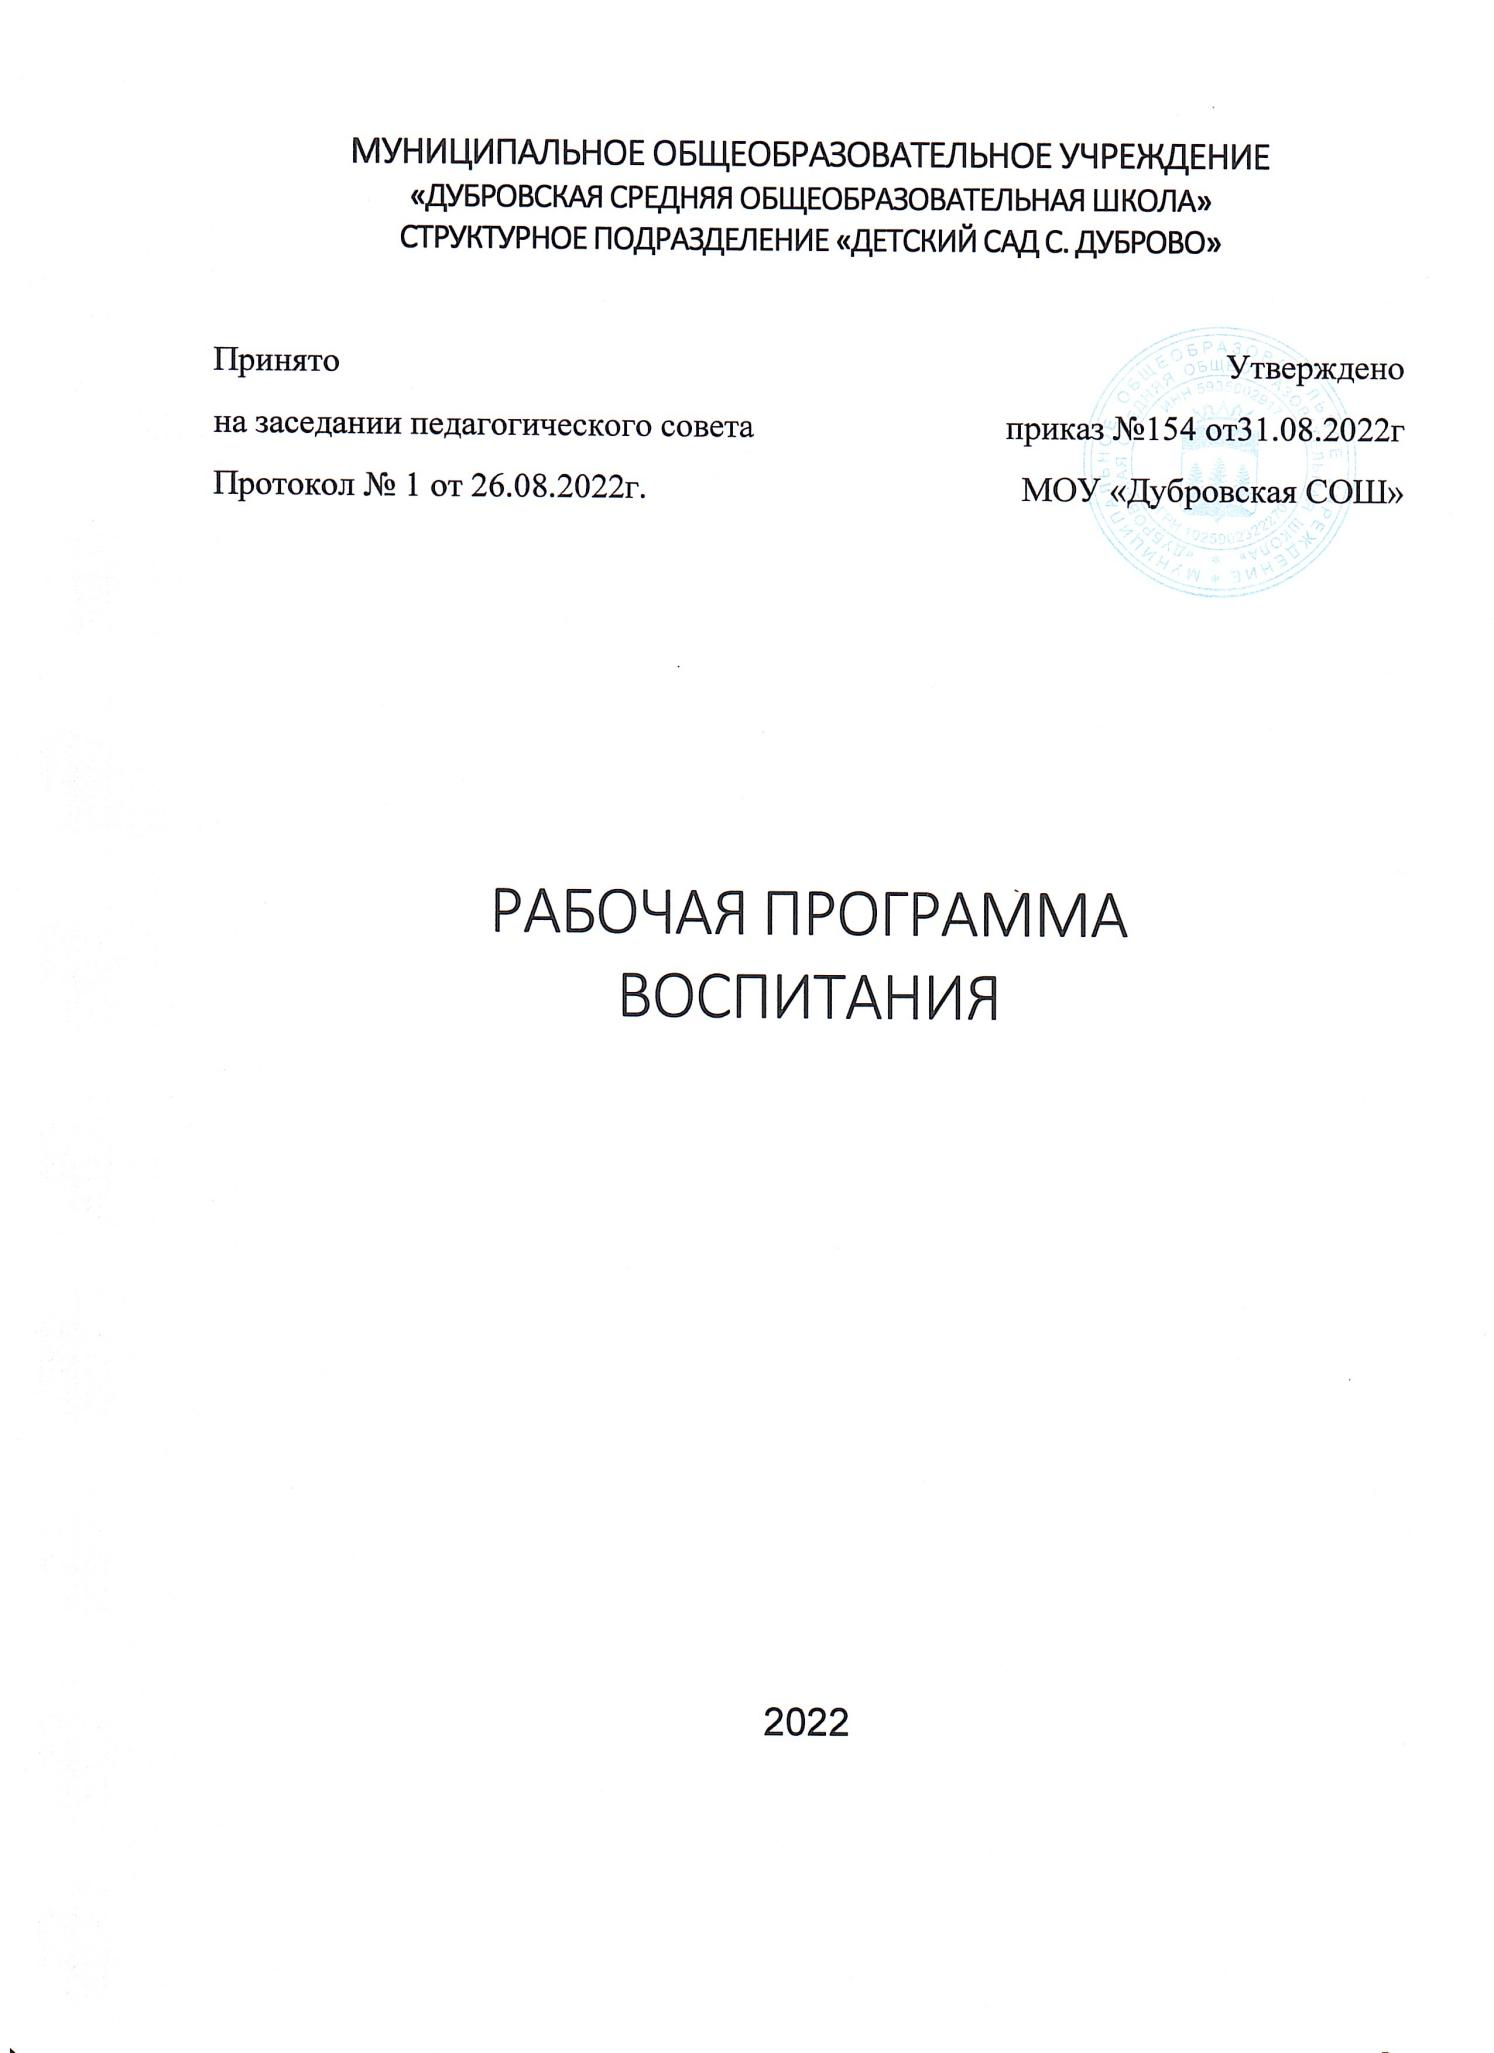 МУНИЦИПАЛЬНОЕ ОБЩЕОБРАЗОВАТЕЛЬНОЕ УЧРЕЖДЕНИЕ
«ДУБРОВСКАЯ СРЕДНЯЯ ОБЩЕОБРАЗОВАТЕЛЬНАЯ ШКОЛА»
СТРУКТУРНОЕ ПОДРАЗДЕЛЕНИЕ «ДЕТСКИЙ САД С. ДУБРОВО»
Принято
на заседании педагогического совета
Протокол № 1 от 26.08.2022г.
Утверждено
приказ №154 от31.08.2022г
МОУ «Дубровская СОШ»
РАБОЧАЯ ПРОГРАММА
ВОСПИТАНИЯ
2022